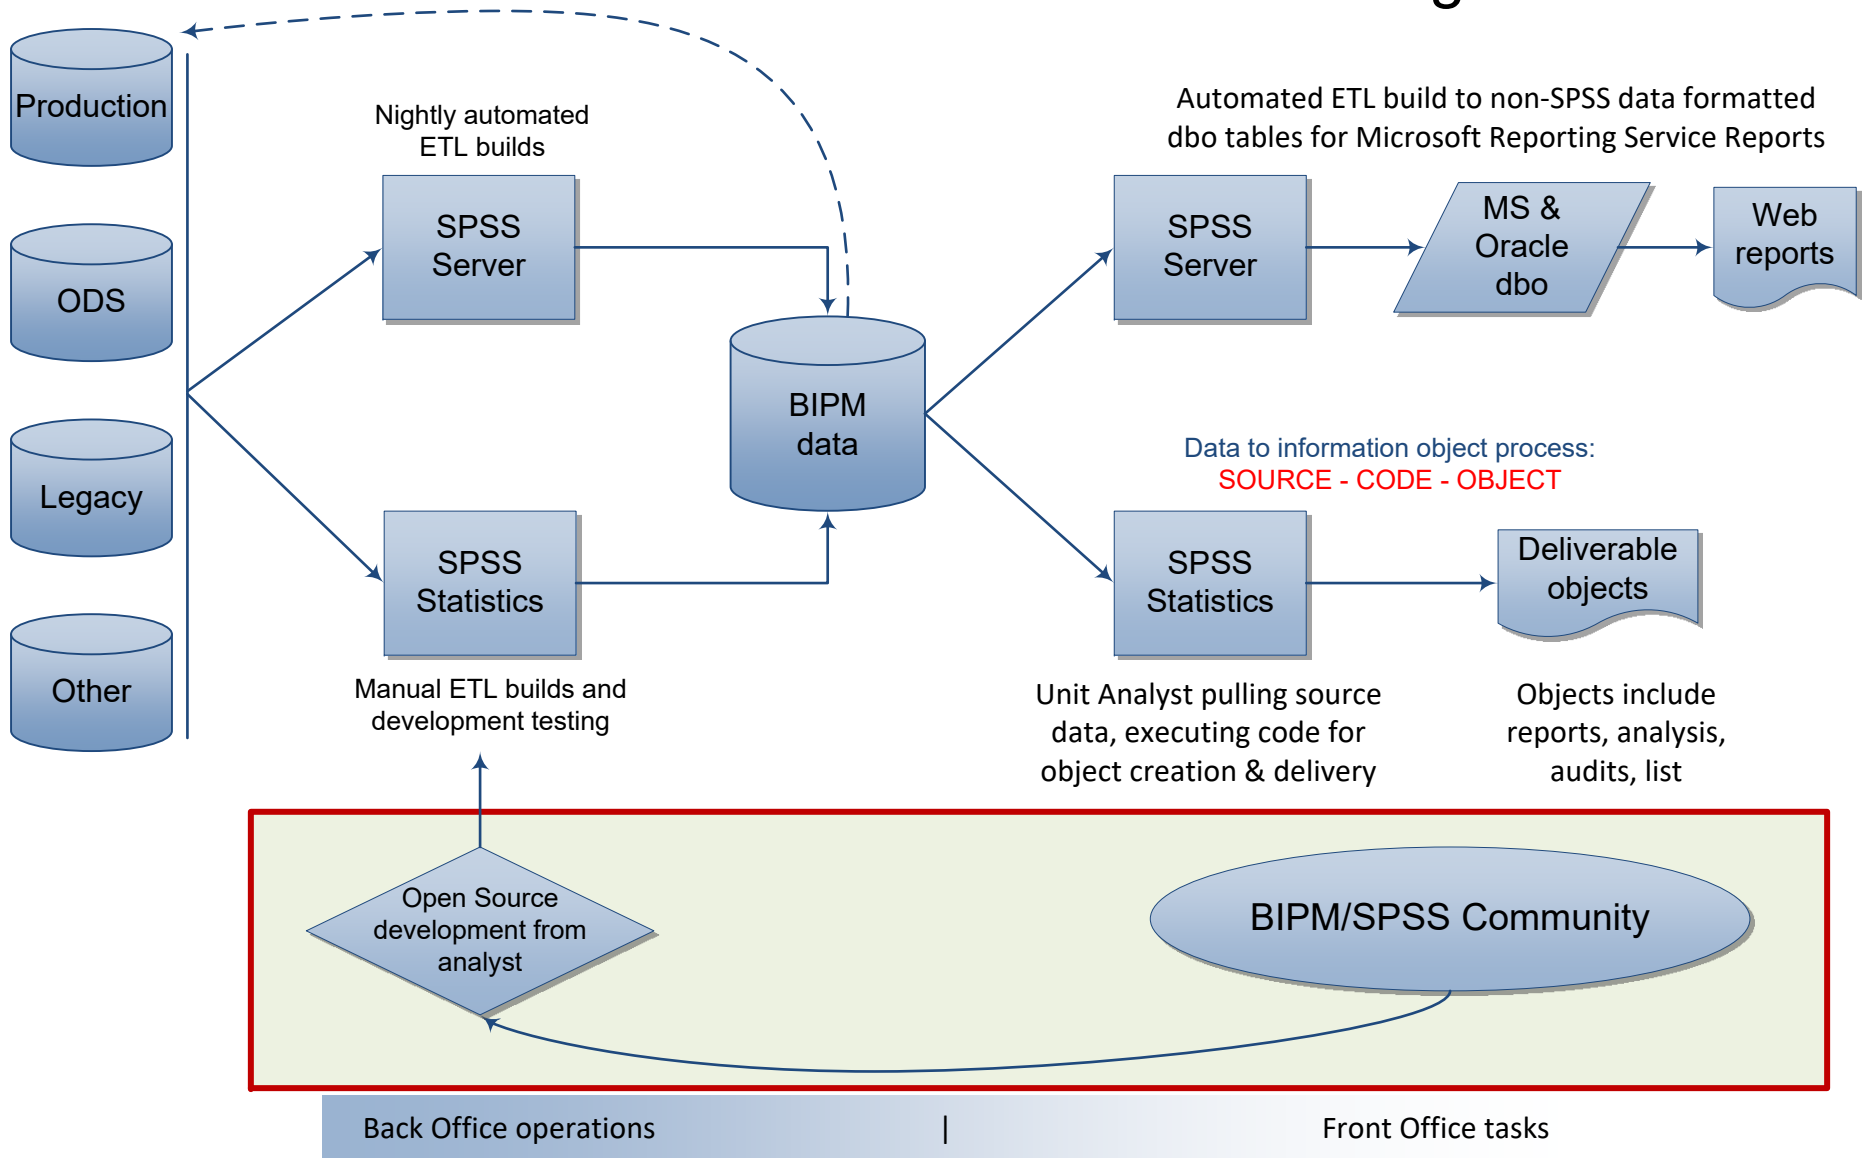 Production
ODS
Legacy
Other
Nightly automated
ETL builds
SPSS
Server
SPSS
Statistics
Manual ETL builds and
development testing
BIPM
data
Automated ETL build to non-SPSS data formatted
dbo tables for Microsoft Reporting Service Reports
SPSS
Server
MS &
Oracle
dbo
Web
reports
Data to information object process:
SOURCE - CODE - OBJECT
SPSS
Statistics
Deliverable
objects
Unit Analyst pulling source
data, executing code for
object creation & delivery
Objects include
reports, analysis,
audits, list
Open Source
development from
analyst
BIPM/SPSS Community
Back Office operations
|
Front Office tasks